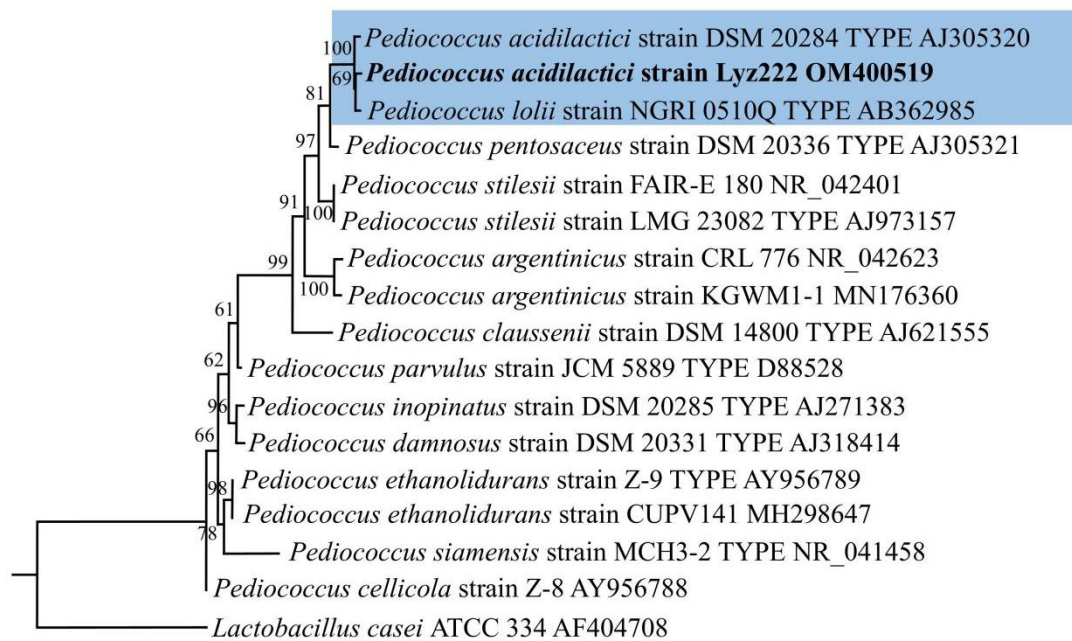 100
Pediococcus acidilactici strain DSM 20284 TYPE AJ305320
69
Pediococcus acidilactici strain Lyz222 OM400519
81
Pediococcus lolii strain NGRI 0510Q TYPE AB362985
97
Pediococcus pentosaceus strain DSM 20336 TYPE AJ305321
Pediococcus stilesii strain FAIR-E 180 NR_042401
91
100
Pediococcus stilesii strain LMG 23082 TYPE AJ973157
99
Pediococcus argentinicus strain CRL 776 NR_042623
100
Pediococcus argentinicus strain KGWM1-1 MN176360
61
Pediococcus claussenii strain DSM 14800 TYPE AJ621555
62
Pediococcus parvulus strain JCM 5889 TYPE D88528
96
Pediococcus inopinatus strain DSM 20285 TYPE AJ271383
66
Pediococcus damnosus strain DSM 20331 TYPE AJ318414
98
Pediococcus ethanolidurans strain Z-9 TYPE AY956789
Pediococcus ethanolidurans strain CUPV141 MH298647
78
Pediococcus siamensis strain MCH3-2 TYPE NR_041458
Pediococcus cellicola strain Z-8 AY956788
Lactobacillus casei ATCC 334 AF404708